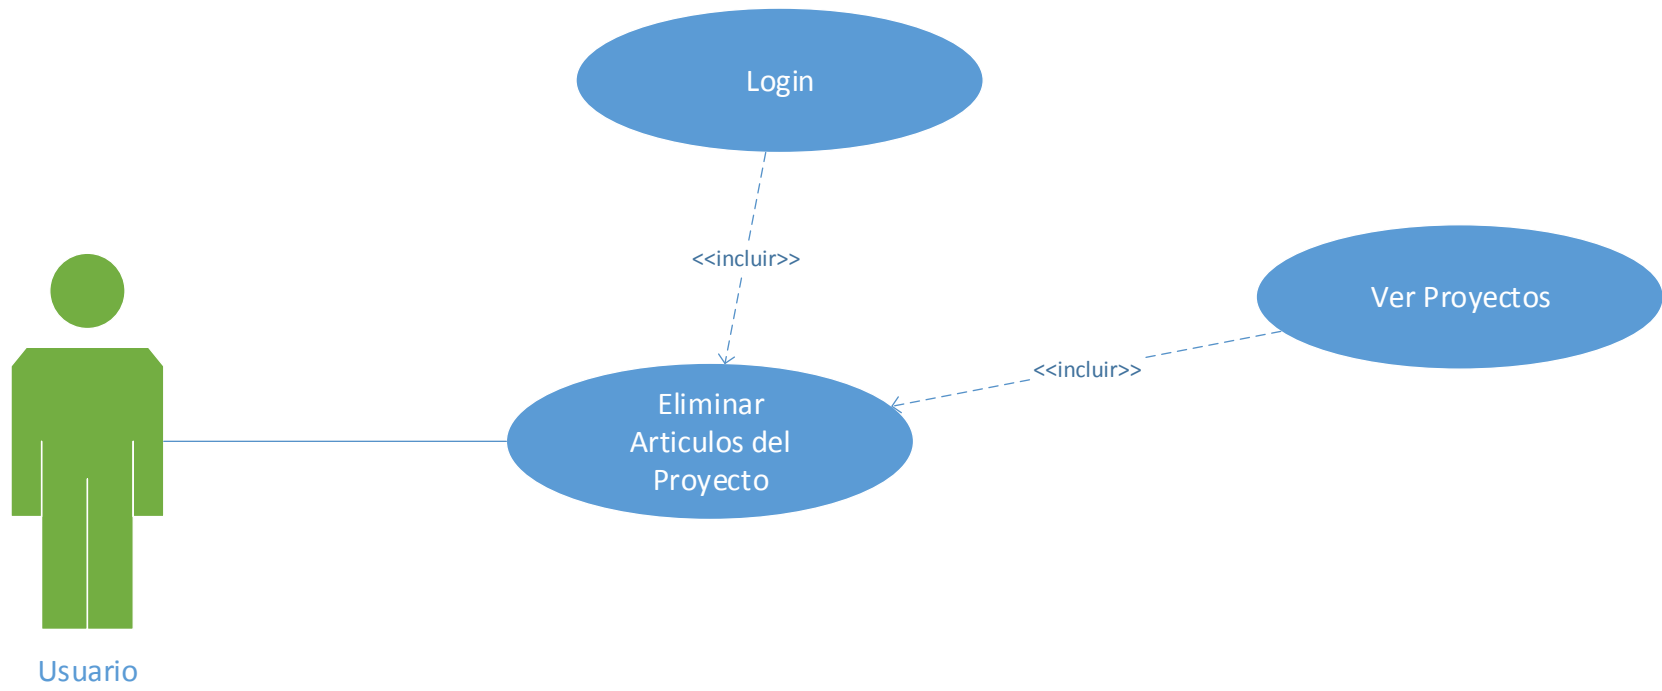 Login
<<incluir>>
Ver Proyectos
<<incluir>>
Eliminar
Articulos del
Proyecto
Usuario